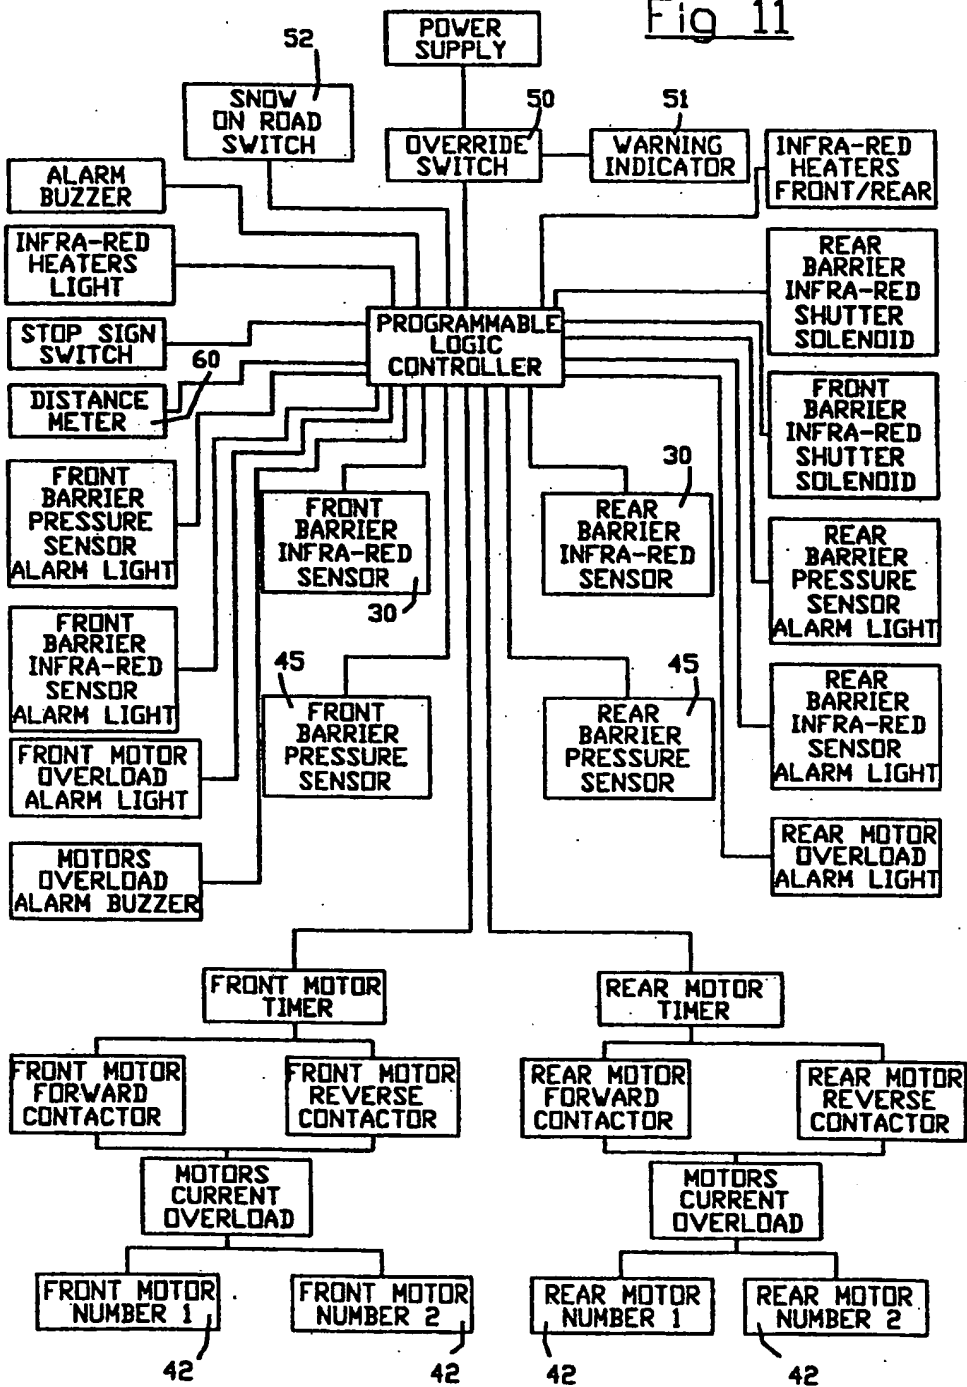 Fig 11
POWER
SUPPLY
52
SNOW
ON ROAD
SWITCH
50
OVERRIDE
SWITCH
51
WARNING
INDICATOR
INFRA-RED
HEATERS
FRONT/REAR
ALARM
BUZZER
INFRA-RED
HEATERS
LIGHT
STOP SIGN
SWITCH
60
DISTANCE
METER
PROGRAMMABLE
LOGIC
CONTROLLER
REAR
BARRIER
INFRA-RED
SHUTTER
SOLENOID
FRONT
BARRIER
INFRA-RED
SHUTTER
SOLENOID
FRONT
BARRIER
PRESSURE
SENSOR
ALARM LIGHT
FRONT
BARRIER
INFRA-RED
SENSOR
30
30
REAR
BARRIER
INFRA-RED
SENSOR
REAR
BARRIER
PRESSURE
SENSOR
ALARM LIGHT
FRONT
BARRIER
INFRA-RED
SENSOR
ALARM LIGHT
45
FRONT
BARRIER
PRESSURE
SENSOR
45
REAR
BARRIER
PRESSURE
SENSOR
REAR
BARRIER
INFRA-RED
SENSOR
ALARM LIGHT
FRONT MOTOR
OVERLOAD
ALARM LIGHT
MOTORS
OVERLOAD
ALARM BUZZER
REAR MOTOR
OVERLOAD
ALARM LIGHT
FRONT MOTOR
TIMER
REAR MOTOR
TIMER
FRONT MOTOR
FORWARD
CONTACTOR
FRONT MOTOR
REVERSE
CONTACTOR
REAR MOTOR
FORWARD
CONTACTOR
REAR MOTOR
REVERSE
CONTACTOR
MOTORS
CURRENT
OVERLOAD
MOTORS
CURRENT
OVERLOAD
FRONT MOTOR
NUMBER 1
FRONT MOTOR
NUMBER 2
REAR MOTOR
NUMBER 1
REAR MOTOR
NUMBER 2
42
42
42
42